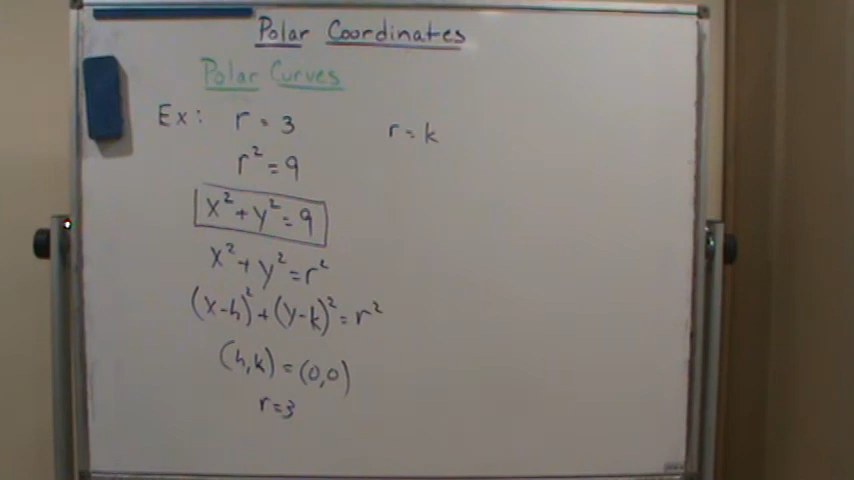 Polar Coordinates
Polar Curves
Ex: r = 3
r = k
r² = 9
x² + y² = 9
x² + y² = r²
(x-h)² + (y-k)² = r²
(h,k) = (0,0)
r = 3